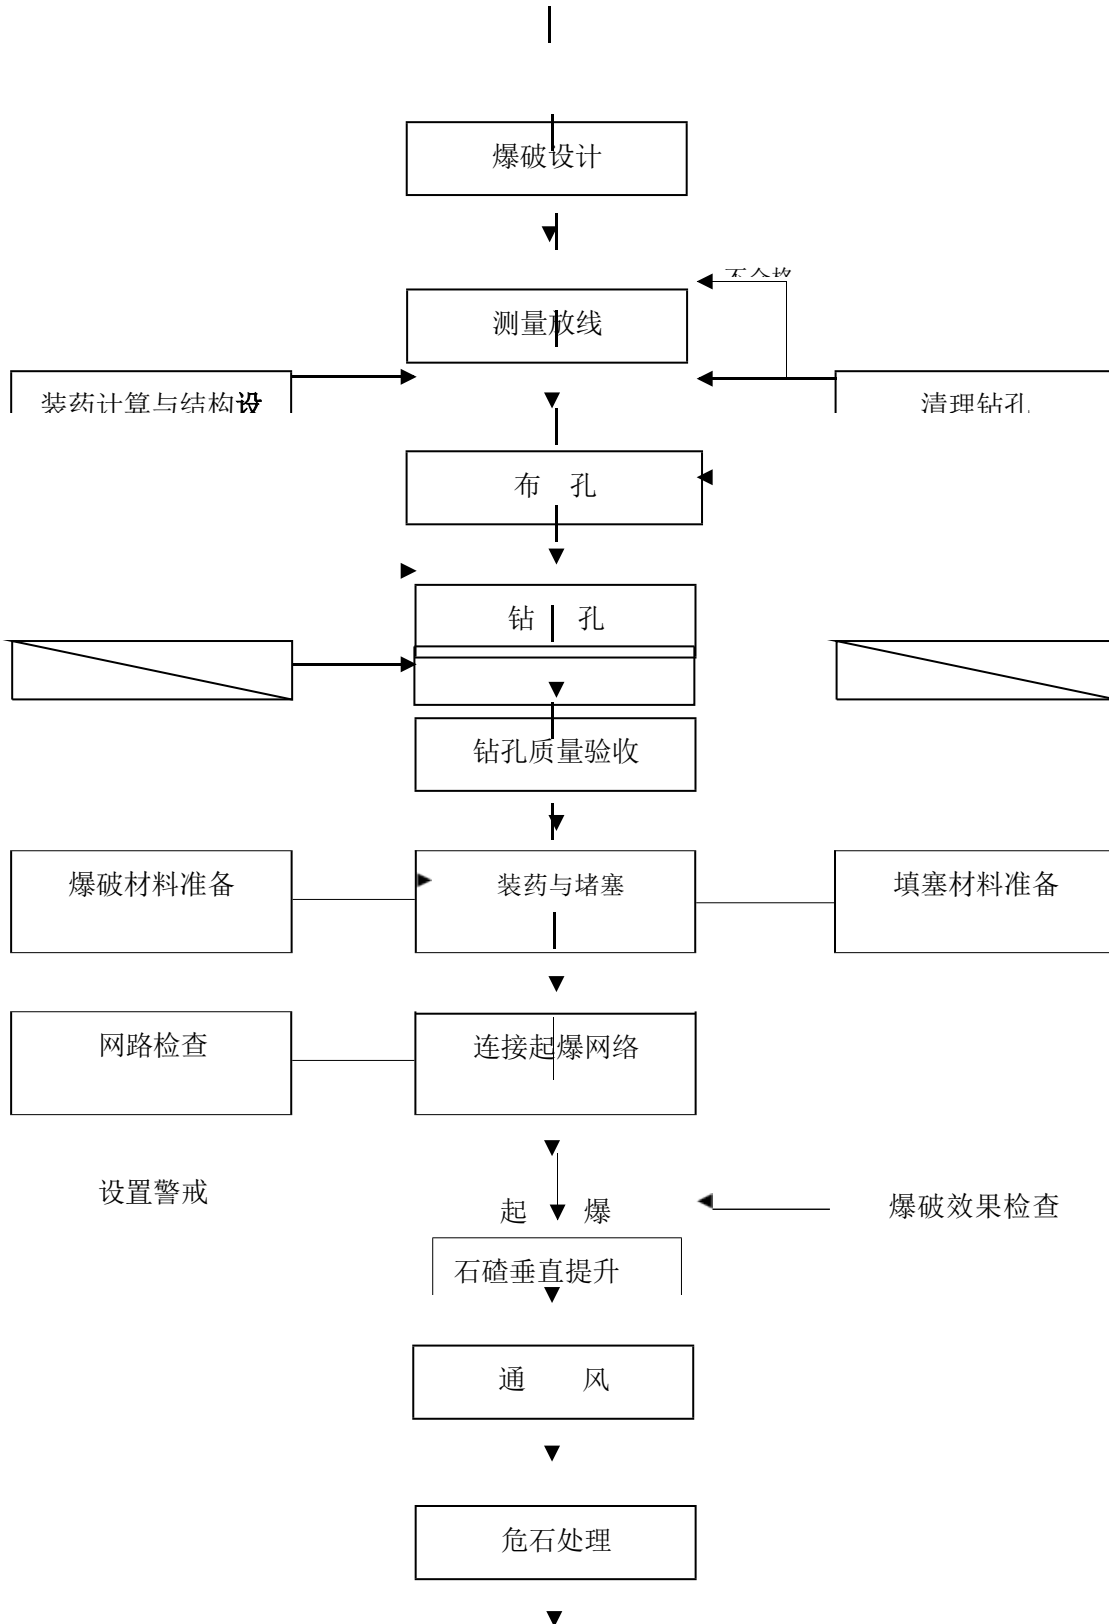 爆破设计
不合格
测量放线
装药计算与结构设
清理钻孔
布 孔
钻 孔
钻孔质量验收
爆破材料准备
装药与堵塞
填塞材料准备
网路检查
连接起爆网络
设置警戒
起 爆
爆破效果检查
石碴垂直提升
通 风
危石处理